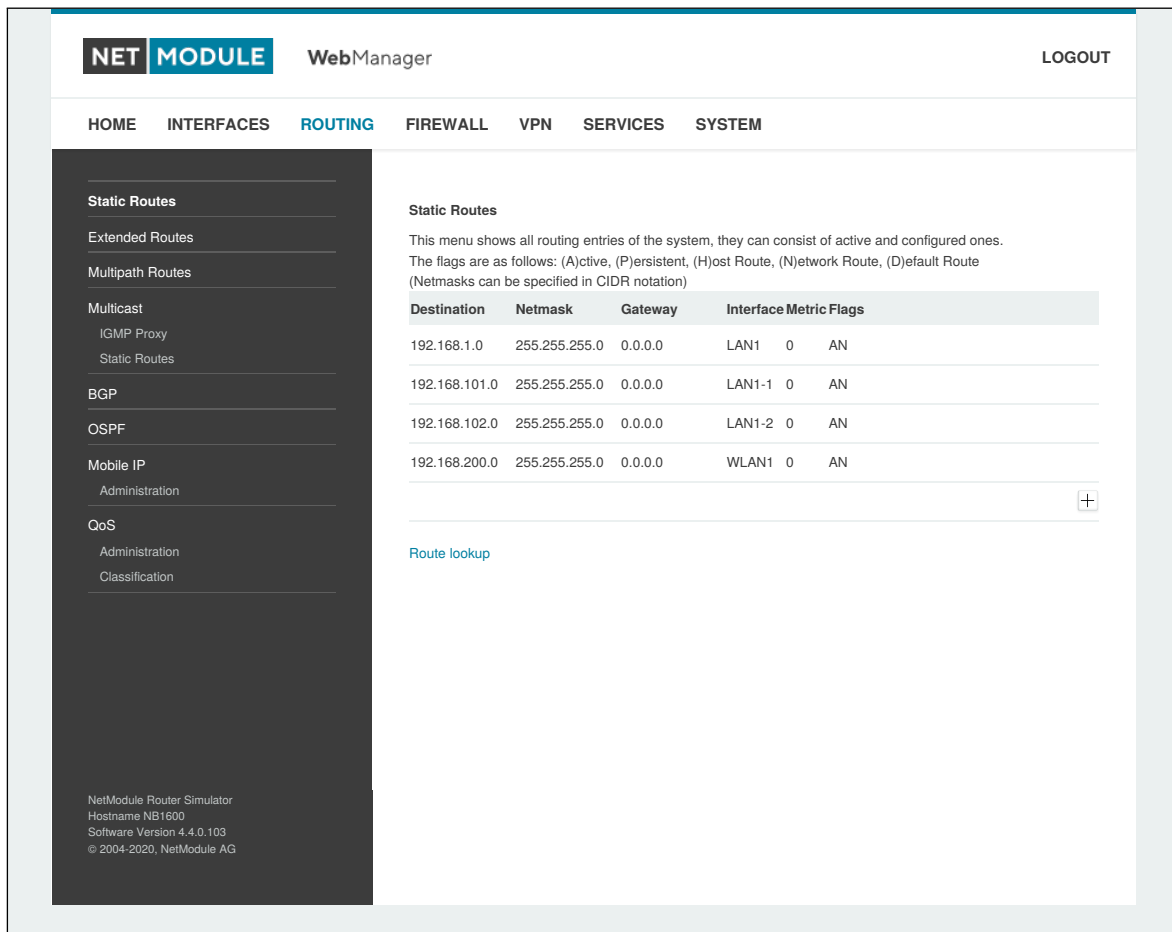 NET MODULE WebManager LOGOUT
HOME INTERFACES ROUTING FIREWALL VPN SERVICES SYSTEM
Static Routes
Extended Routes
Multipath Routes
Multicast
IGMP Proxy
Static Routes
BGP
OSPF
Mobile IP
Administration
QoS
Administration
Classification
NetModule Router Simulator
Hostname NB1600
Software Version 4.4.0.103
© 2004-2020, NetModule AG
Static Routes
This menu shows all routing entries of the system, they can consist of active and configured ones.
The flags are as follows: (A)ctive, (P)ersistent, (H)ost Route, (N)etwork Route, (D)efault Route
(Netmasks can be specified in CIDR notation)
Destination Netmask Gateway Interface Metric Flags
192.168.1.0 255.255.255.0 0.0.0.0 LAN1 0 AN
192.168.101.0 255.255.255.0 0.0.0.0 LAN1-1 0 AN
192.168.102.0 255.255.255.0 0.0.0.0 LAN1-2 0 AN
192.168.200.0 255.255.255.0 0.0.0.0 WLAN1 0 AN
Route lookup